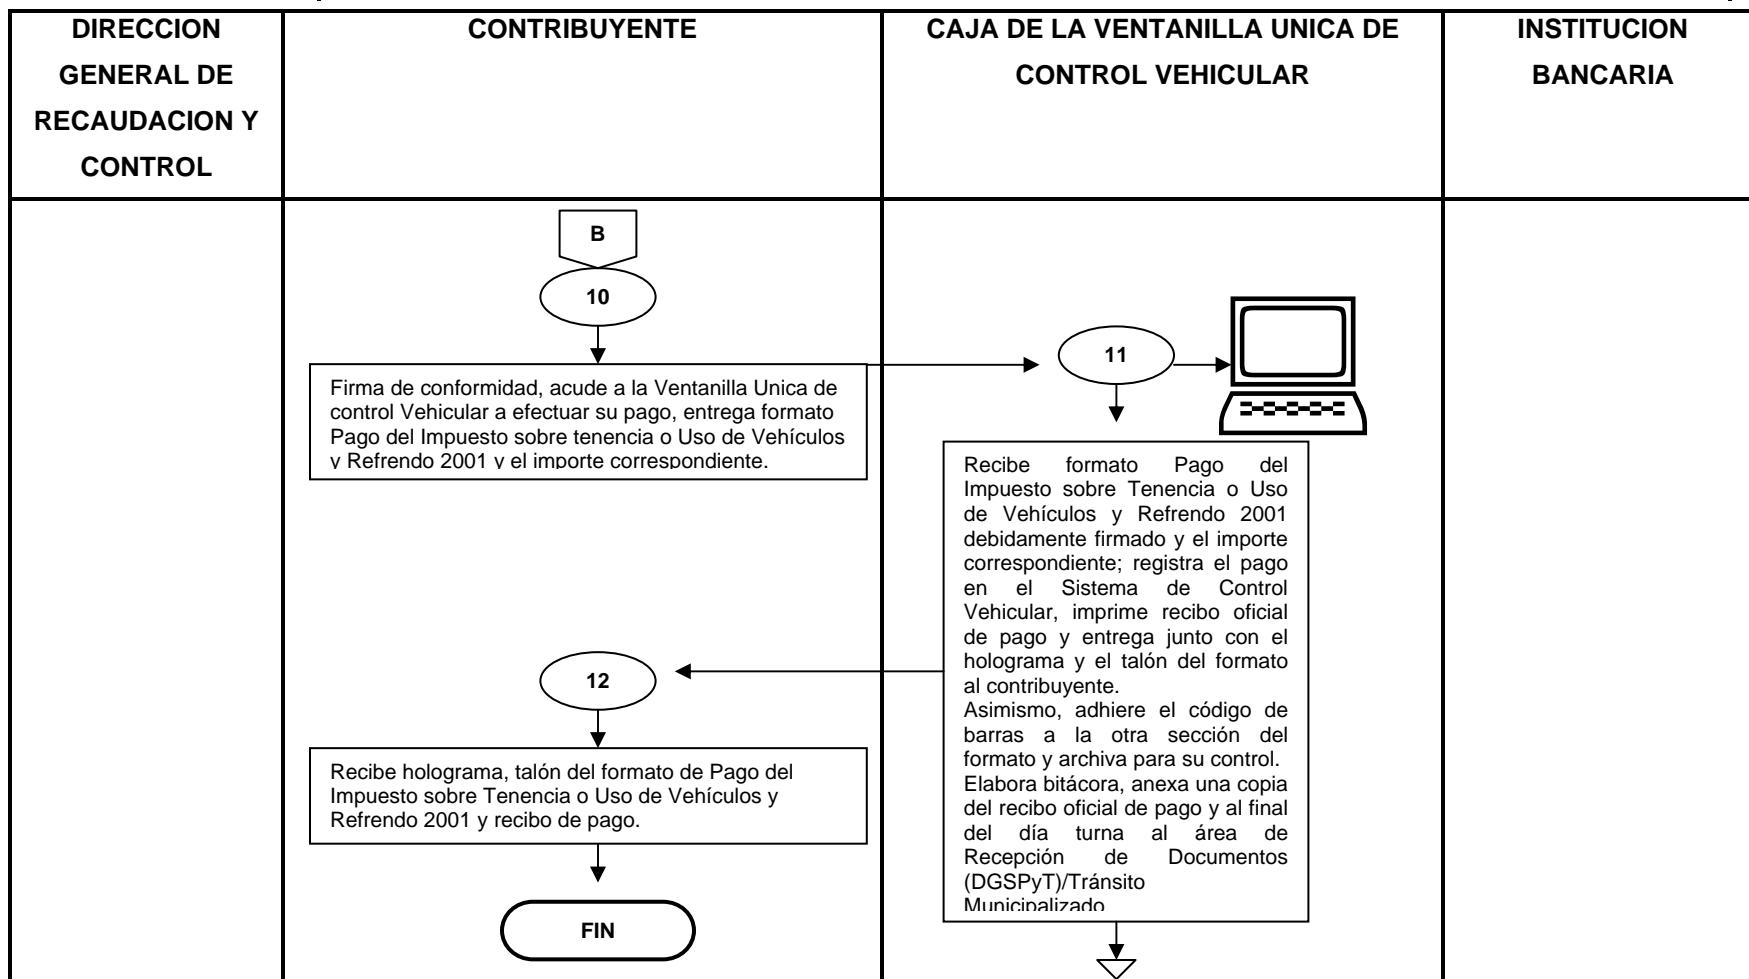 DIRECCION
GENERAL DE
RECAUDACION Y
CONTROL
CONTRIBUYENTE
CAJA DE LA VENTANILLA UNICA DE
CONTROL VEHICULAR
INSTITUCION
BANCARIA
B
10
Firma de conformidad, acude a la Ventanilla Unica de
control Vehicular a efectuar su pago, entrega formato
Pago del Impuesto sobre tenencia o Uso de Vehículos
y Refrendo 2001 y el importe correspondiente.
11
Recibe formato Pago del
Impuesto sobre Tenencia o Uso
de Vehículos y Refrendo 2001
debidamente firmado y el importe
correspondiente; registra el pago
en el Sistema de Control
Vehicular, imprime recibo oficial
de pago y entrega junto con el
holograma y el talón del formato
al contribuyente.
Asimismo, adhiere el código de
barras a la otra sección del
formato y archiva para su control.
Elabora bitácora, anexa una copia
del recibo oficial de pago y al final
del día turna al área de
Recepción de Documentos
(DGSPyT)/Tránsito
Municipalizado
12
Recibe holograma, talón del formato de Pago del
Impuesto sobre Tenencia o Uso de Vehículos y
Refrendo 2001 y recibo de pago.
FIN